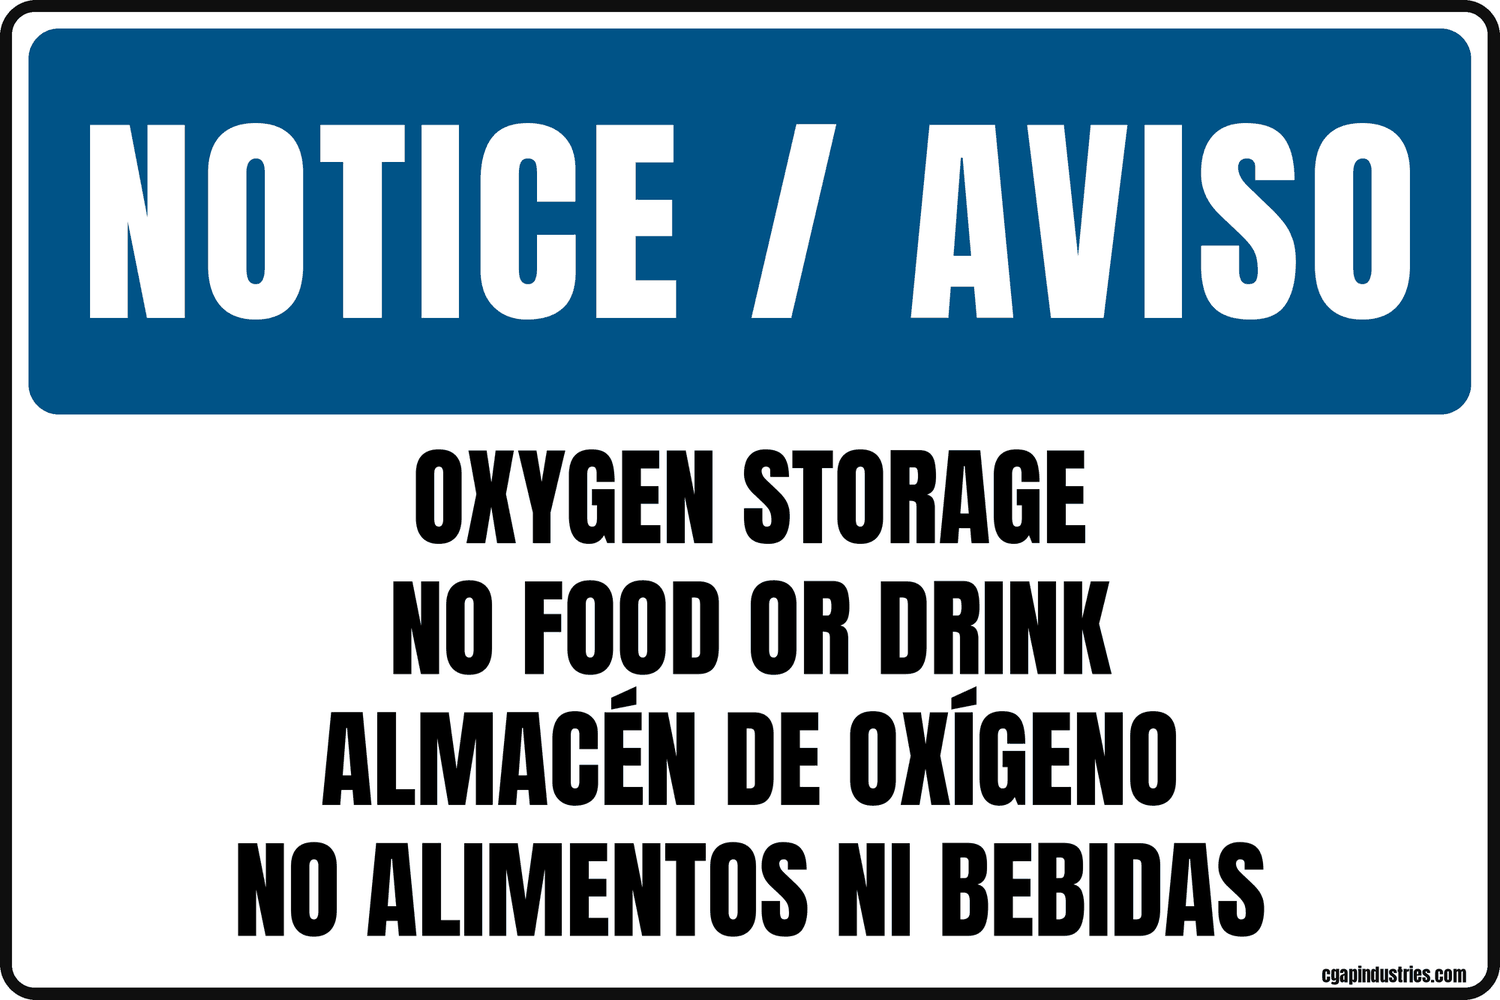 NOTICE / AVISO
OXYGEN STORAGE
NO FOOD OR DRINK
ALMACÉN DE OXÍGENO
NO ALIMENTOS NI BEBIDAS
cgapindustries.com